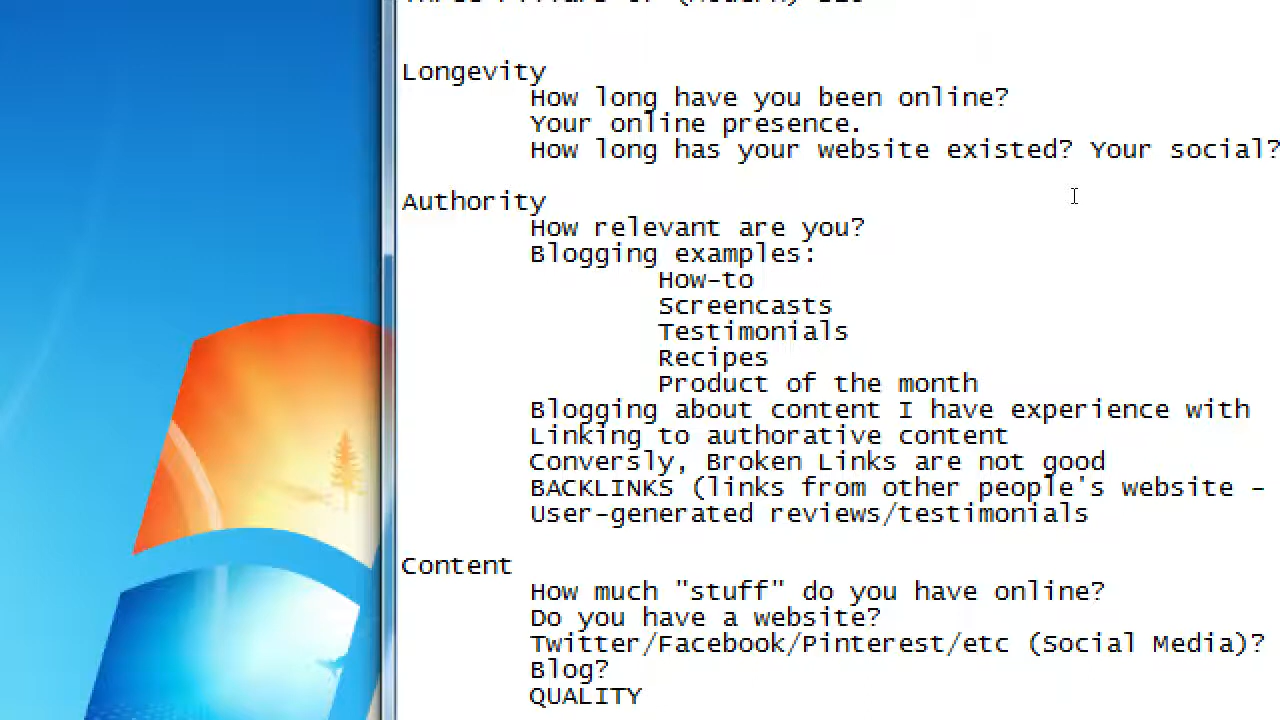 Longevity
How long have you been online?
Your online presence.
How long has your website existed? Your social?
Authority
How relevant are you?
Blogging examples:
How-to
Screencasts
Testimonials
Recipes
Product of the month
Blogging about content I have experience with
Linking to authorative content
Conversly, Broken Links are not good
BACKLINKS (links from other people's website -
User-generated reviews/testimonials
Content
How much "stuff" do you have online?
Do you have a website?
Twitter/Facebook/Pinterest/etc (Social Media)?
Blog?
QUALITY